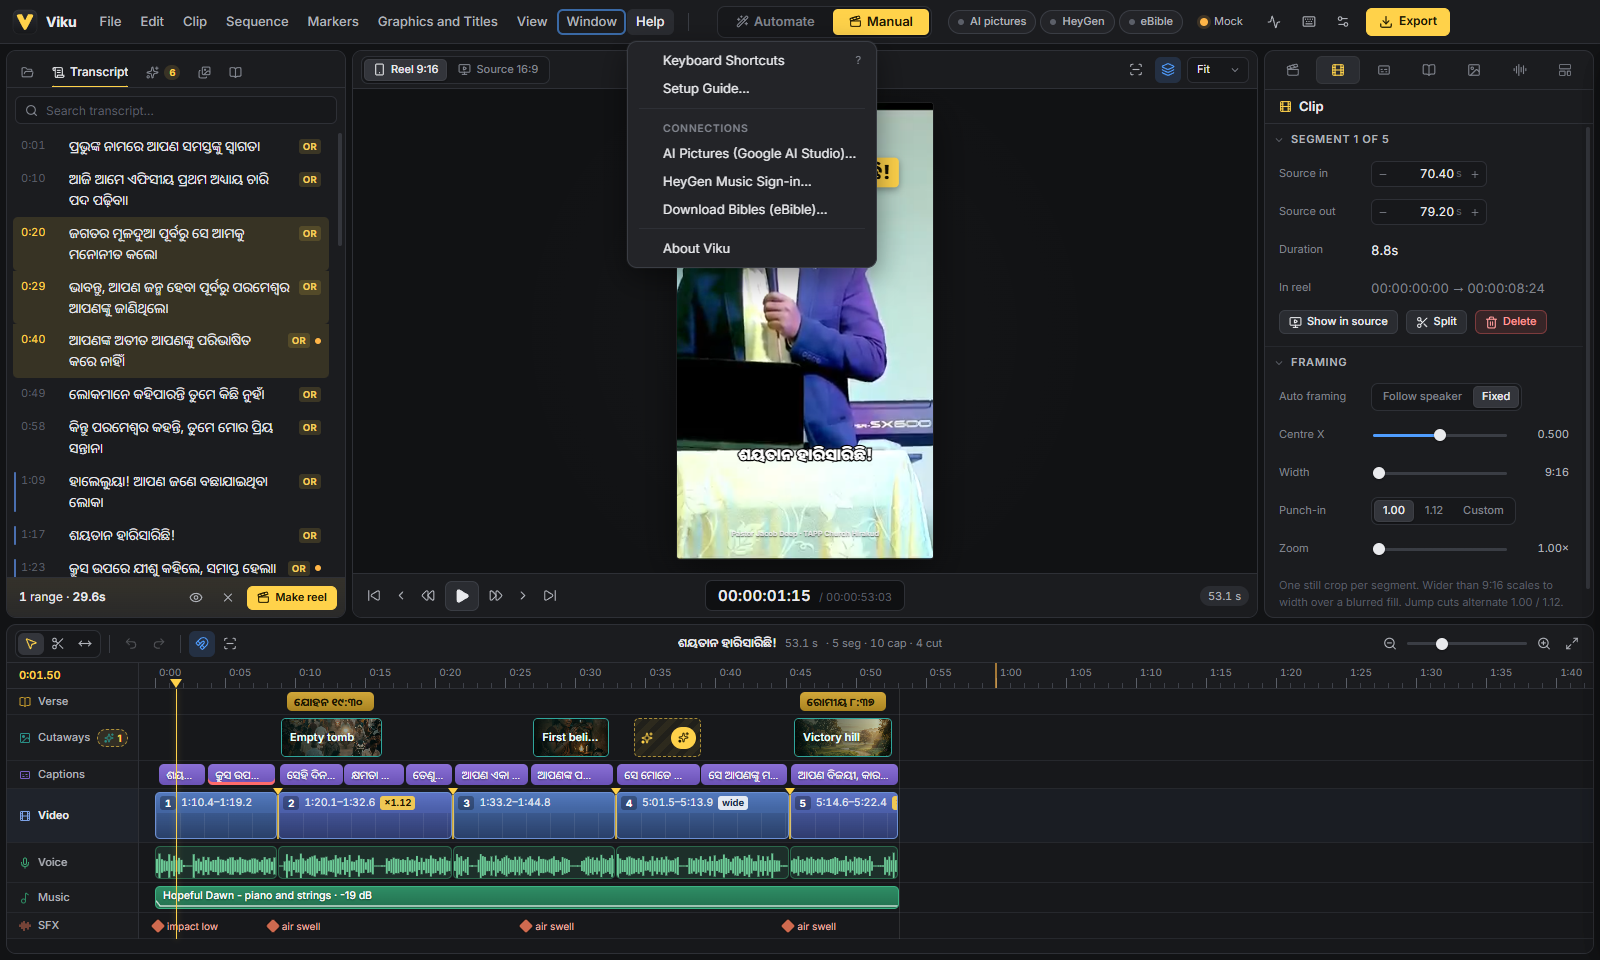 Viku File Edit Clip Sequence Markers Graphics and Titles View Window Help Automate Manual AI pictures HeyGen eBible Mock Export
Transcript 6
Search transcript...
0:01 ପ୍ରଭୁଙ୍କ ନାମରେ ଆପଣ ସମସ୍ତଙ୍କୁ ସ୍ୱାଗତ। OR
0:10 ଆଜି ଆମେ ଏଫିସୀୟ ପ୍ରଥମ ଅଧ୍ୟାୟ ଚାରି OR
ପଦ ପଢ଼ିବା।
0:20 ଜଗତର ମୂଳଦୁଆ ପୂର୍ବରୁ ସେ ଆମକୁ OR
ମନୋନୀତ କଲେ।
0:29 ଭାବନ୍ତୁ, ଆପଣ ଜନ୍ମ ହେବା ପୂର୍ବରୁ ପରମେଶ୍ୱର OR
ଆପଣଙ୍କୁ ଜାଣିଥିଲେ।
0:40 ଆପଣଙ୍କ ଅତୀତ ଆପଣଙ୍କୁ ପରିଭାଷିତ OR
କରେ ନାହିଁ।
0:49 ଲୋକମାନେ କହିପାରନ୍ତି ତୁମେ କିଛି ନୁହଁ। OR
0:58 କିନ୍ତୁ ପରମେଶ୍ୱର କହନ୍ତି, ତୁମେ ମୋର ପ୍ରିୟ OR
ସନ୍ତାନ।
1:09 ହାଲେଲୁୟା! ଆପଣ ଜଣେ ବଛାଯାଇଥିବା OR
ଲୋକ।
1:17 ଶୟତାନ ହାରିସାରିଛି! OR
1:23 କ୍ରୁସ ଉପରେ ଯୀଶୁ କହିଲେ, ସମାପ୍ତ ହେଲା। OR
1 range · 29.6s Make reel
Reel 9:16 Source 16:9 Fit
Keyboard Shortcuts ?
Setup Guide...
CONNECTIONS
AI Pictures (Google AI Studio)...
HeyGen Music Sign-in...
Download Bibles (eBible)...
About Viku
SX600
ଶୟତାନ ହାରିସାରିଛି!
00:00:01:15 / 00:00:53:03 53.1 s
Clip
SEGMENT 1 OF 5
Source in − 70.40 s +
Source out − 79.20 s +
Duration 8.8s
In reel 00:00:00:00 → 00:00:08:24
Show in source Split Delete
FRAMING
Auto framing Follow speaker Fixed
Centre X 0.500
Width 9:16
Punch-in 1.00 1.12 Custom
Zoom 1.00×
One still crop per segment. Wider than 9:16 scales to
width over a blurred fill. Jump cuts alternate 1.00 / 1.12.
ଶୟତାନ ହାରିସାରିଛି! 53.1 s · 5 seg · 10 cap · 4 cut
0:01.50 0:00 0:05 0:10 0:15 0:20 0:25 0:30 0:35 0:40 0:45 0:50 0:55 1:00 1:05 1:10 1:15 1:20 1:25 1:30 1:35 1:40
Verse ଯୋହନ ୧୯:୩୦ ରୋମୀୟ ୮:୩୭
Cutaways 1 Empty tomb First beli... Victory hill
Captions ଶୟ... କ୍ରୁସ ଉପ... ସେହି ଦିନ... କ୍ଷମତା ... ତେଣୁ... ଆପଣ ଏକା ... ଆପଣଙ୍କ ପ... ସେ ମୋତେ ... ସେ ଆପଣଙ୍କୁ ମ... ଆପଣ ବିଜୟୀ, କାର...
Video 1 1:10.4–1:19.2 2 1:20.1–1:32.6 ×1.12 3 1:33.2–1:44.8 4 5:01.5–5:13.9 wide 5 5:14.6–5:22.4
Voice
Music Hopeful Dawn - piano and strings · -19 dB
SFX impact low air swell air swell air swell